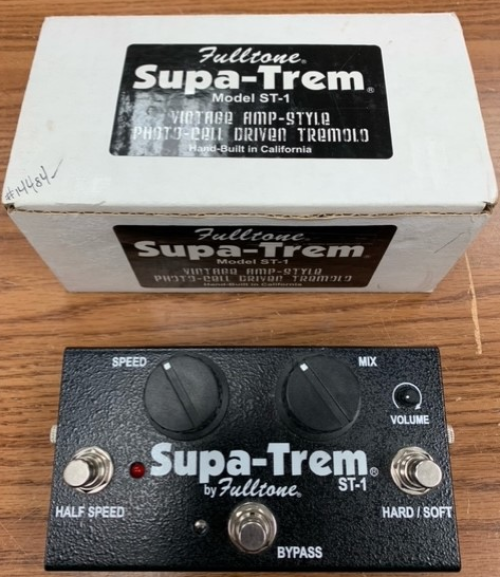 Fulltone®
Supa-Trem®
Model ST-1
VINTAGE AMP-STYLE
PHOTO-CELL DRIVEN TREMOLO
Hand-Built in California
#14484
Fulltone®
Supa-Trem®
Model ST-1
VINTAGE AMP-STYLE
PHOTO-CELL DRIVEN TREMOLO
Hand-Built in California
SPEED
MIX
VOLUME
Supa-Trem®
by Fulltone®
ST-1
HALF SPEED
HARD / SOFT
BYPASS